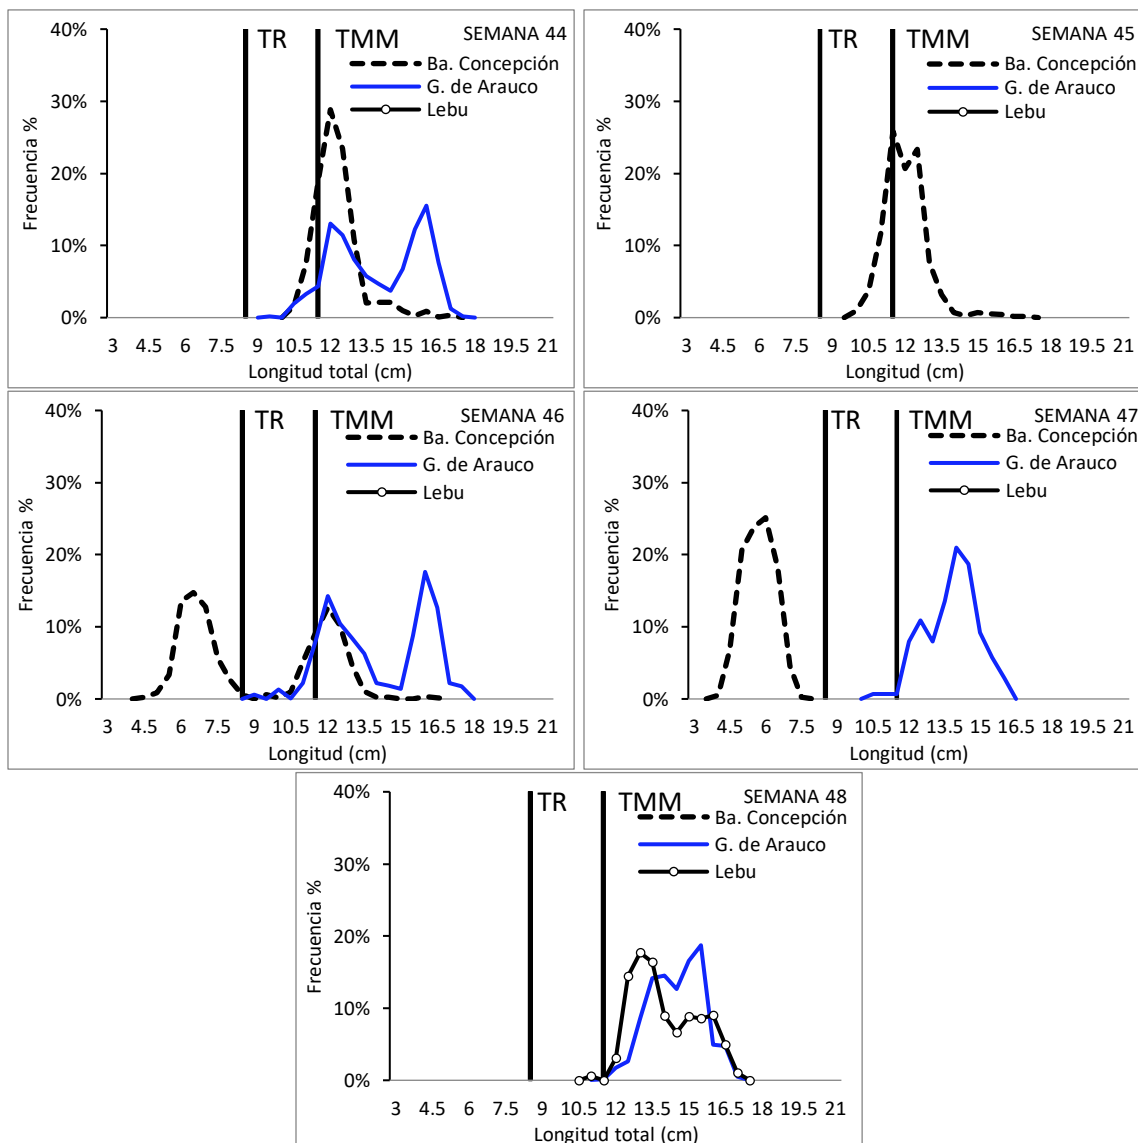 SEMANA 44
TR TMM
Ba. Concepción
G. de Arauco
Lebu
Frecuencia %
40%
30%
20%
10%
0%
3 4.5 6 7.5 9 10.5 12 13.5 15 16.5 18 19.5 21
Longitud total (cm)
SEMANA 45
TR TMM
Ba. Concepción
G. de Arauco
Lebu
Frecuencia %
40%
30%
20%
10%
0%
3 4.5 6 7.5 9 10.5 12 13.5 15 16.5 18 19.5 21
Longitud (cm)
SEMANA 46
TR TMM
Ba. Concepción
G. de Arauco
Lebu
Frecuencia %
40%
30%
20%
10%
0%
3 4.5 6 7.5 9 10.5 12 13.5 15 16.5 18 19.5 21
Longitud (cm)
SEMANA 47
TR TMM
Ba. Concepción
G. de Arauco
Lebu
Frecuencia %
40%
30%
20%
10%
0%
3 4.5 6 7.5 9 10.5 12 13.5 15 16.5 18 19.5 21
Longitud (cm)
SEMANA 48
TR TMM
Ba. Concepción
G. de Arauco
Lebu
Frecuencia %
40%
30%
20%
10%
0%
3 4.5 6 7.5 9 10.5 12 13.5 15 16.5 18 19.5 21
Longitud total (cm)